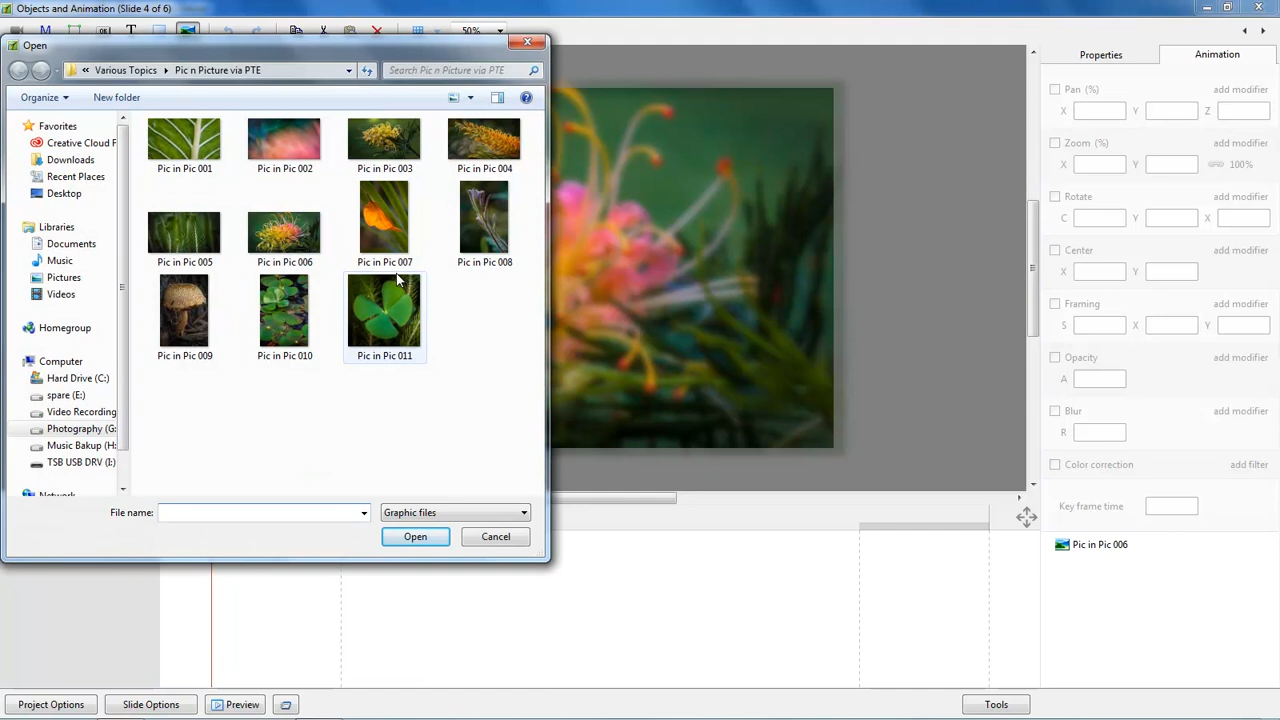 Objects and Animation (Slide 4 of 6)
50%
Open
« Various Topics Pic n Picture via PTE
Search Pic n Picture via PTE
Organize
New folder
Favorites
Creative Cloud F
Downloads
Recent Places
Desktop
Libraries
Documents
Music
Pictures
Videos
Homegroup
Computer
Hard Drive (C:)
spare (E:)
Video Recording
Photography (G:
Music Bakup (H:
TSB USB DRV (E:)
Network
Pic in Pic 001
Pic in Pic 002
Pic in Pic 003
Pic in Pic 004
Pic in Pic 005
Pic in Pic 006
Pic in Pic 007
Pic in Pic 008
Pic in Pic 009
Pic in Pic 010
Pic in Pic 011
File name:
Graphic files
Open
Cancel
Properties
Animation
Pan (%) add modifier
X Y Z
Zoom (%) add modifier
X Y 100%
Rotate add modifier
C Y X
Center add modifier
X Y
Framing add modifier
S X Y
Opacity add modifier
A
Blur add modifier
R
Color correction add filter
Key frame time
Pic in Pic 006
Project Options
Slide Options
Preview
Tools